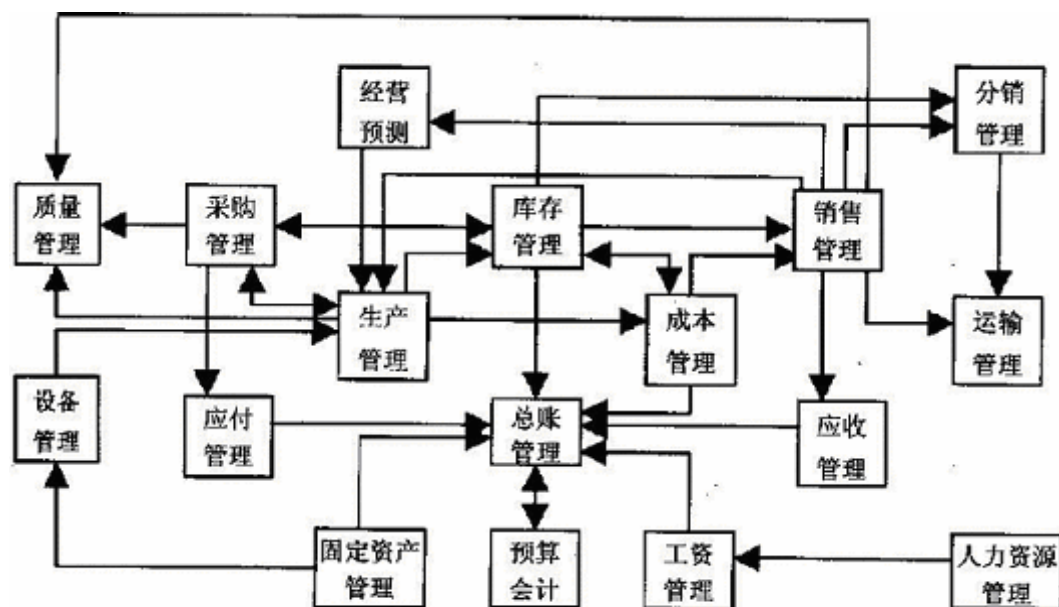 经营
预测
分销
管理
质量
管理
采购
管理
库存
管理
销售
管理
生产
管理
成本
管理
运输
管理
设备
管理
应付
管理
总账
管理
应收
管理
固定资产
管理
预算
会计
工资
管理
人力资源
管理